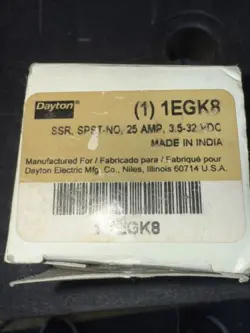 Dayton (1) 1EGK8
SSR, SPST-NO, 25 AMP, 3.5-32 VDC
MADE IN INDIA
Manufactured For / Fabricado para / Fabriqué pour
Dayton Electric Mfg. Co., Niles, Illinois 60714 U.S.A.
1EGK8